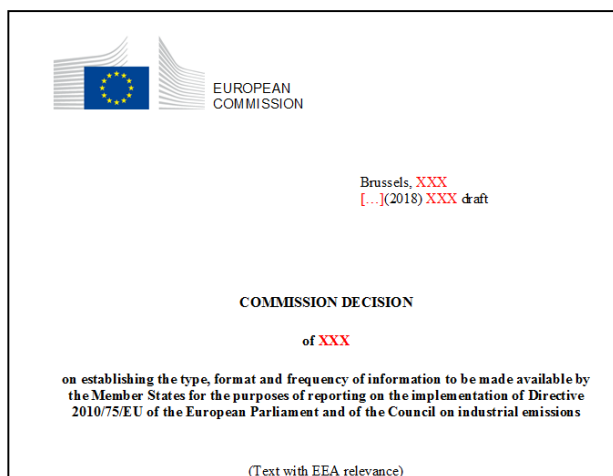 EUROPEAN
COMMISSION
Brussels, XXX
[…](2018) XXX draft
COMMISSION DECISION
of XXX
on establishing the type, format and frequency of information to be made available by
the Member States for the purposes of reporting on the implementation of Directive
2010/75/EU of the European Parliament and of the Council on industrial emissions
(Text with EEA relevance)